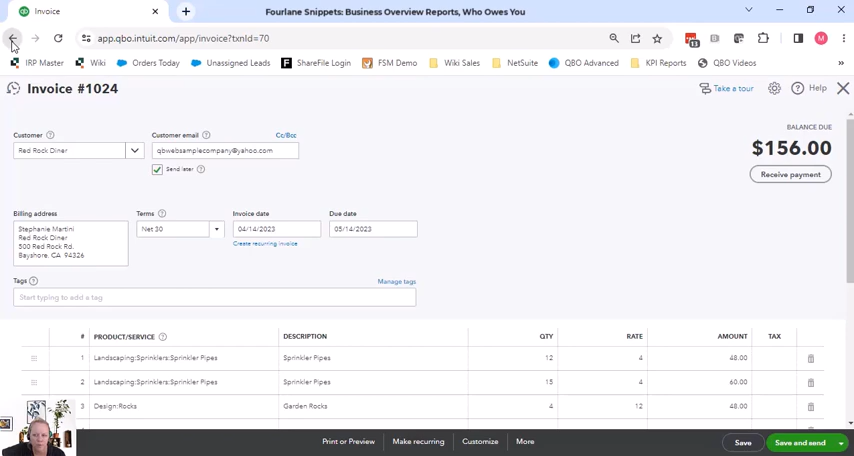 Invoice
Fourlane Snippets: Business Overview Reports, Who Owes You
app.qbo.intuit.com/app/invoice?txnId=70
13
M
IRP Master
Wiki
Orders Today
Unassigned Leads
ShareFile Login
FSM Demo
Wiki Sales
NetSuite
QBO Advanced
KPI Reports
QBO Videos
»
Invoice #1024
Take a tour
Help
Customer
Customer email
Cc/Bcc
Red Rock Diner
qbwebsamplecompany@yahoo.com
Send later
BALANCE DUE
$156.00
Receive payment
Billing address
Terms
Invoice date
Due date
Stephanie Martini
Red Rock Diner
500 Red Rock Rd.
Bayshore, CA 94326
Net 30
04/14/2023
05/14/2023
Create recurring invoice
Tags
Manage tags
Start typing to add a tag
# PRODUCT/SERVICE DESCRIPTION QTY RATE AMOUNT TAX
1 Landscaping:Sprinklers:Sprinkler Pipes Sprinkler Pipes 12 4 48.00
2 Landscaping:Sprinklers:Sprinkler Pipes Sprinkler Pipes 15 4 60.00
3 Design:Rocks Garden Rocks 4 12 48.00
Print or Preview
Make recurring
Customize
More
Save
Save and send